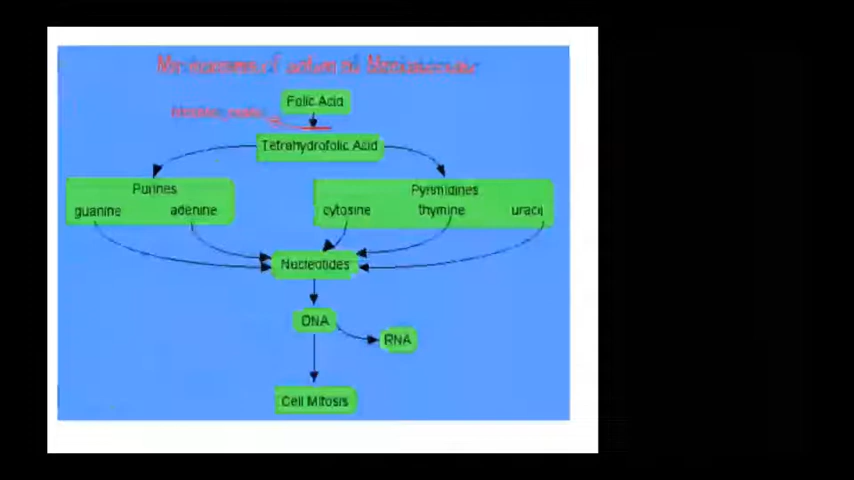 Folic Acid
Tetrahydrofolic Acid
Purines
guanine adenine
Pyrimidines
cytosine thymine uracil
Nucleotides
DNA
RNA
Cell Mitosis